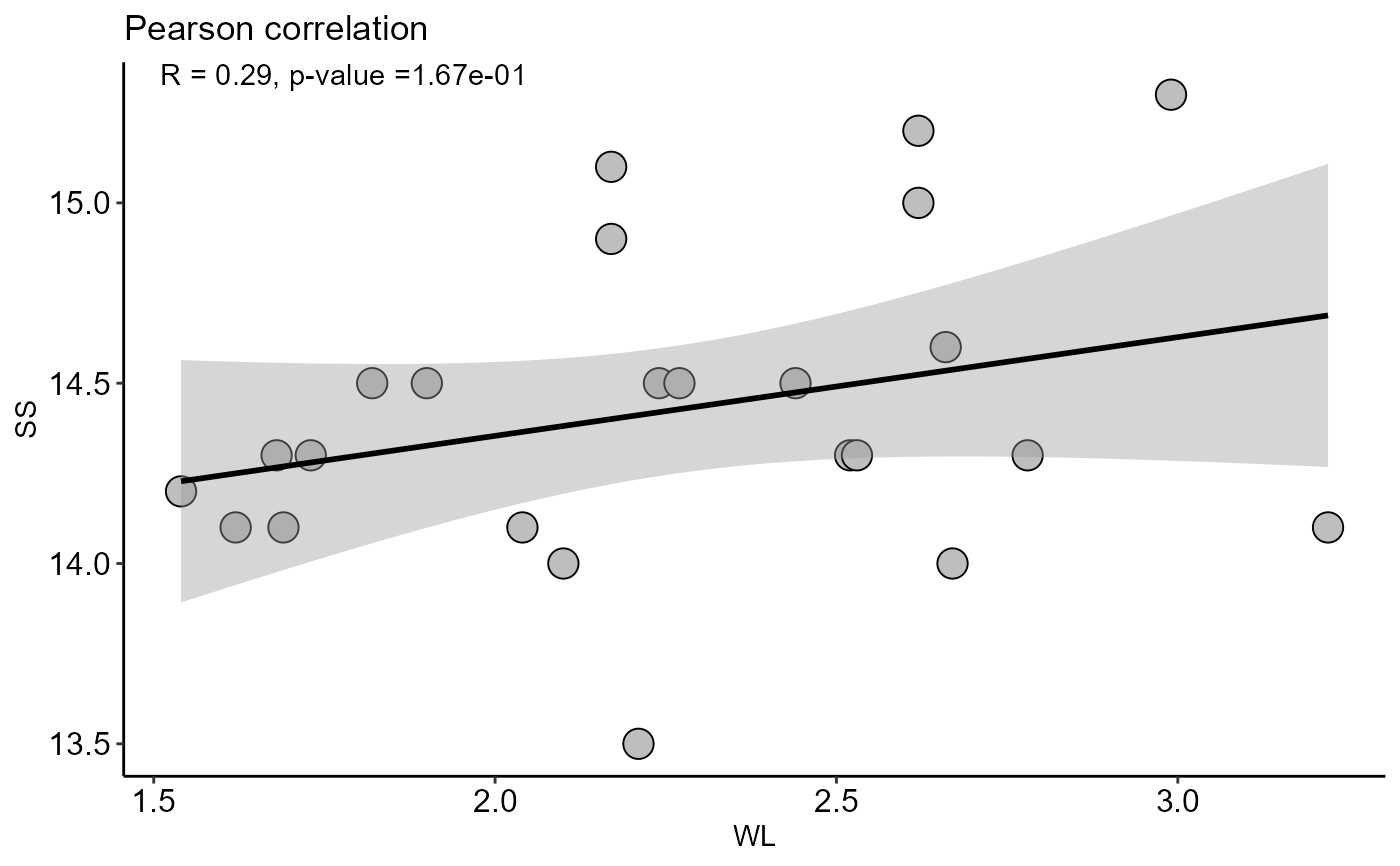 Pearson correlation
R = 0.29, p-value =1.67e-01
15.0
14.5
14.0
13.5
SS
1.5 2.0 2.5 3.0
WL